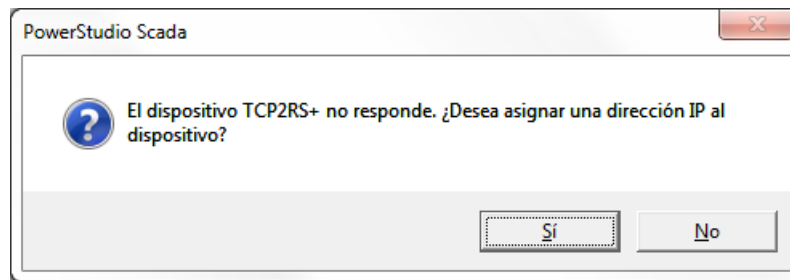 PowerStudio Scada
El dispositivo TCP2RS+ no responde. ¿Desea asignar una dirección IP al
dispositivo?
Sí
No